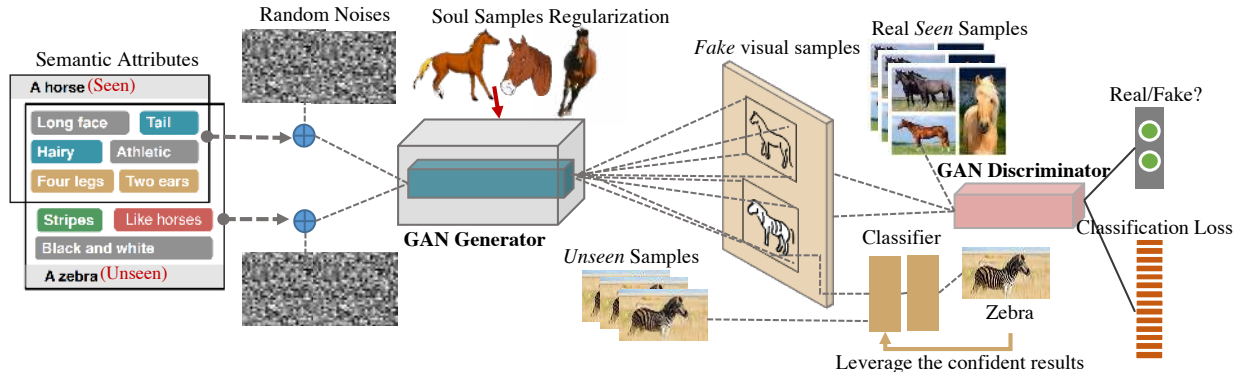 Random Noises
Soul Samples Regularization
Semantic Attributes
A horse (Seen)
Long face
Tail
Hairy
Athletic
Four legs
Two ears
Stripes
Like horses
Black and white
A zebra (Unseen)
GAN Generator
Fake visual samples
Real Seen Samples
Real/Fake?
GAN Discriminator
Classification Loss
Unseen Samples
Classifier
Zebra
Leverage the confident results